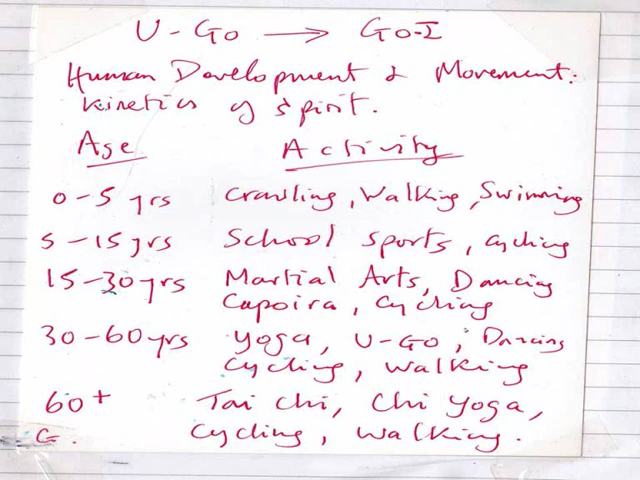 U-Go → Go-I
Human Development & Movement:
Kinetics of Spirit.
Age Activity
0-5 yrs Crawling, Walking, Swimming
5-15 yrs School sports, Cycling
15-30 yrs Martial Arts, Dancing
Capoira, Cycling
30-60 yrs Yoga, U-Go, Dancing
Cycling, Walking
60+ Tai Chi, Chi Yoga,
G. Cycling, Walking.